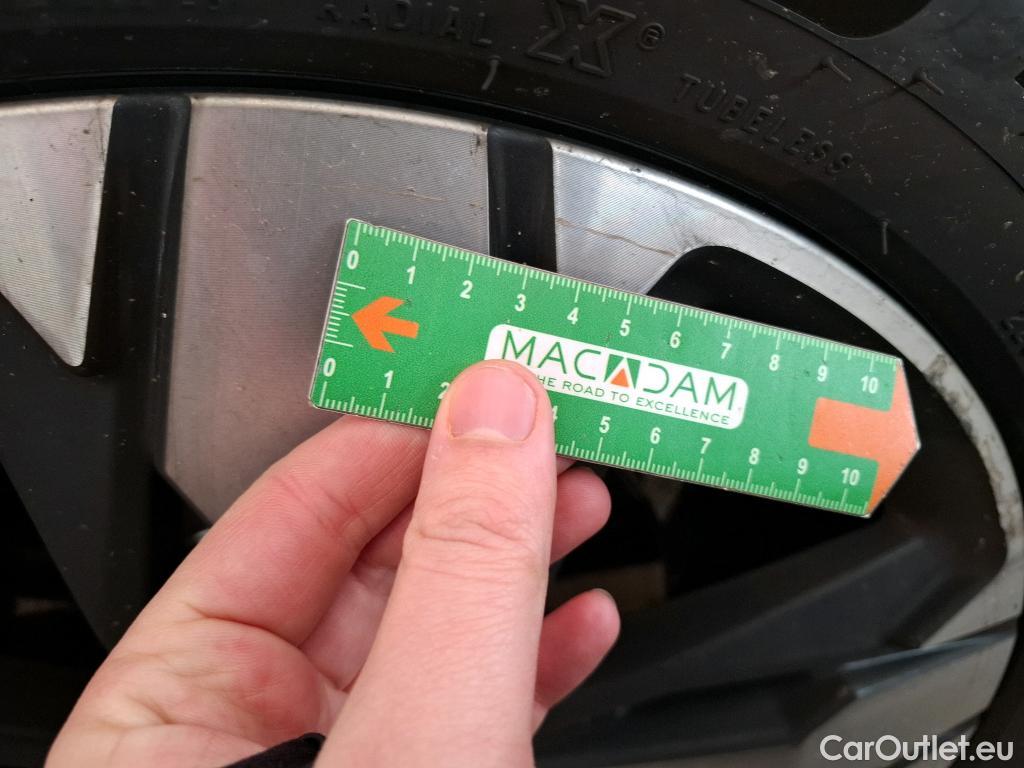 RADIAL X®
TUBELESS
0 1 2 3 4 5 6 7 8 9 10
MACADAM
HE ROAD TO EXCELLENCE
0 1 2 4 5 6 7 8 9 10
CarOutlet.eu